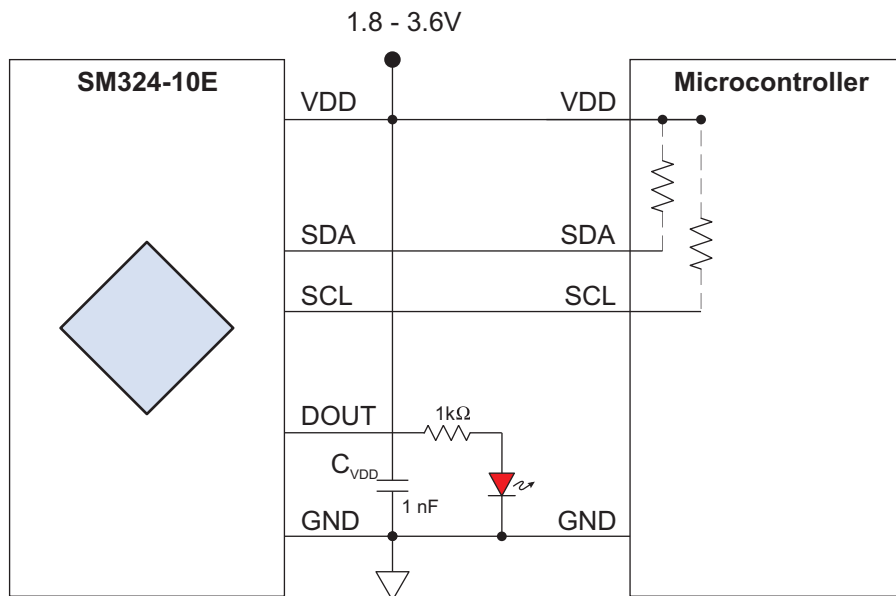 1.8 - 3.6V
SM324-10E
Microcontroller
VDD
VDD
SDA
SDA
SCL
SCL
DOUT
1kΩ
CVDD
1 nF
GND
GND